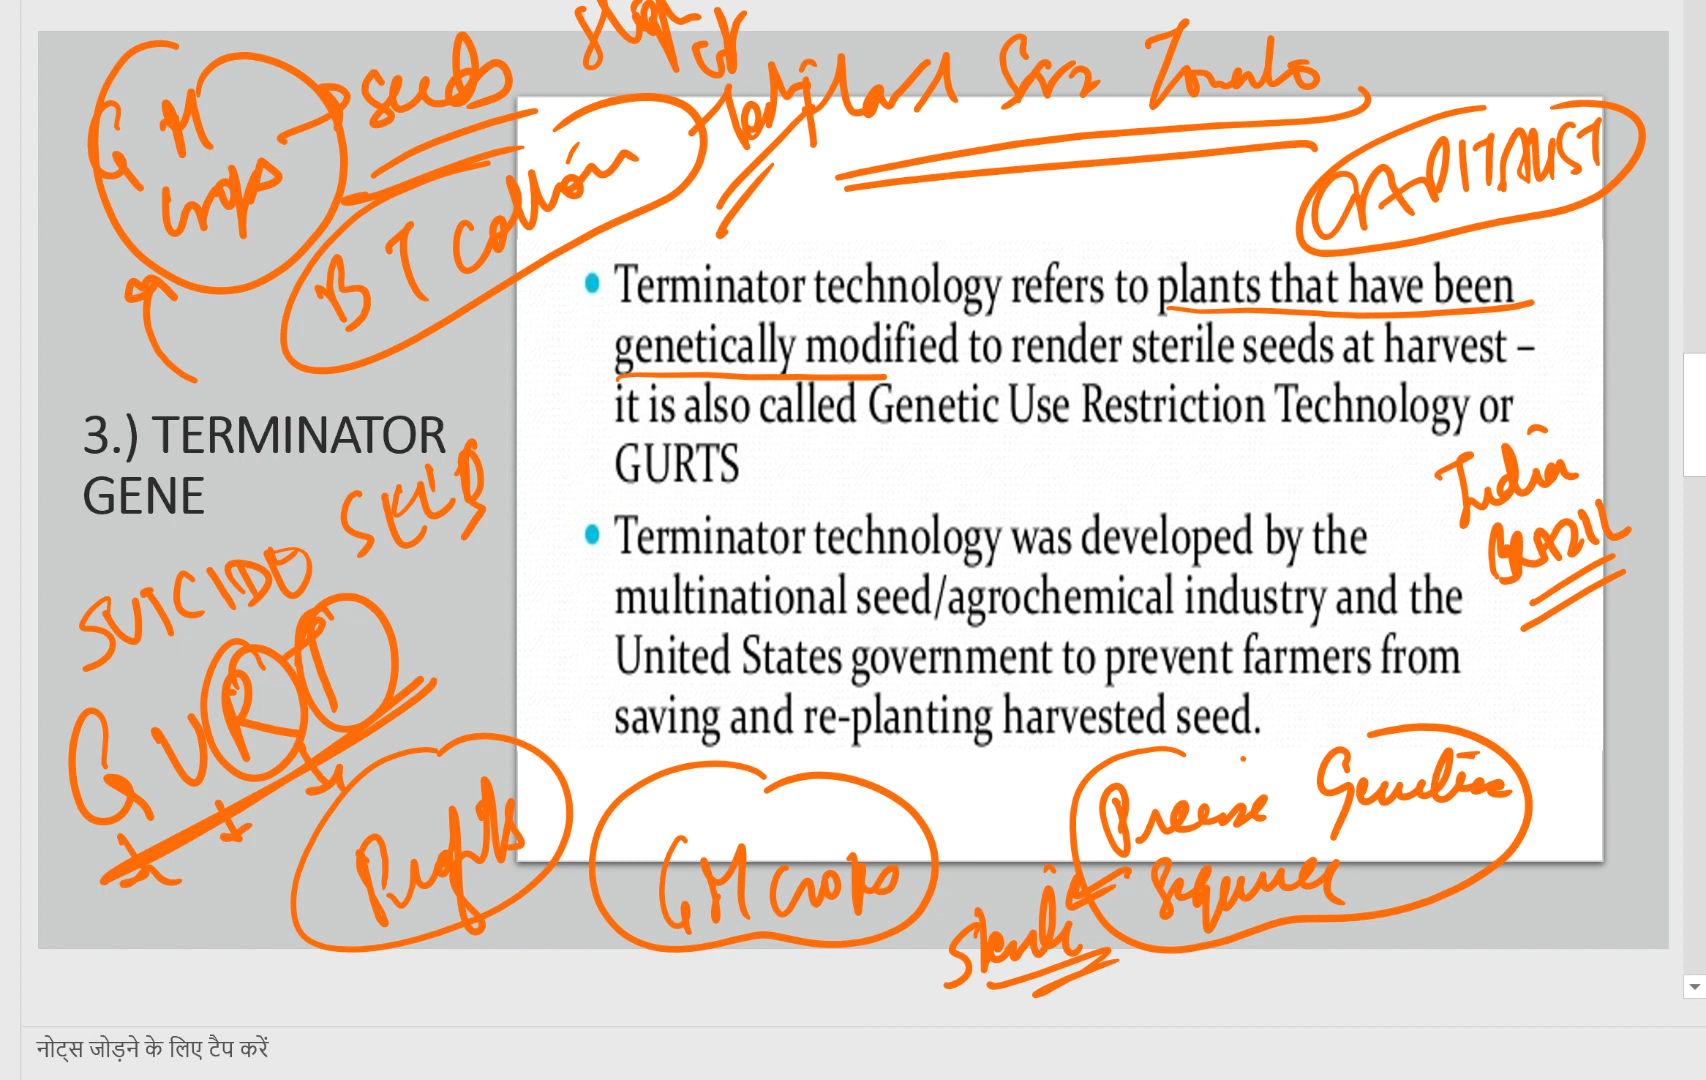 GM
crops
seeds
BT Cotton
Tomato
CAPITALIST
3.) TERMINATOR
GENE
SUICIDE SEED
GURT
Rights
• Terminator technology refers to plants that have been
genetically modified to render sterile seeds at harvest –
it is also called Genetic Use Restriction Technology or
GURTS
• Terminator technology was developed by the
multinational seed/agrochemical industry and the
United States government to prevent farmers from
saving and re-planting harvested seed.
India
BRAZIL
GM crops
Genetic
Sequence
नोट्स जोड़ने के लिए टैप करें